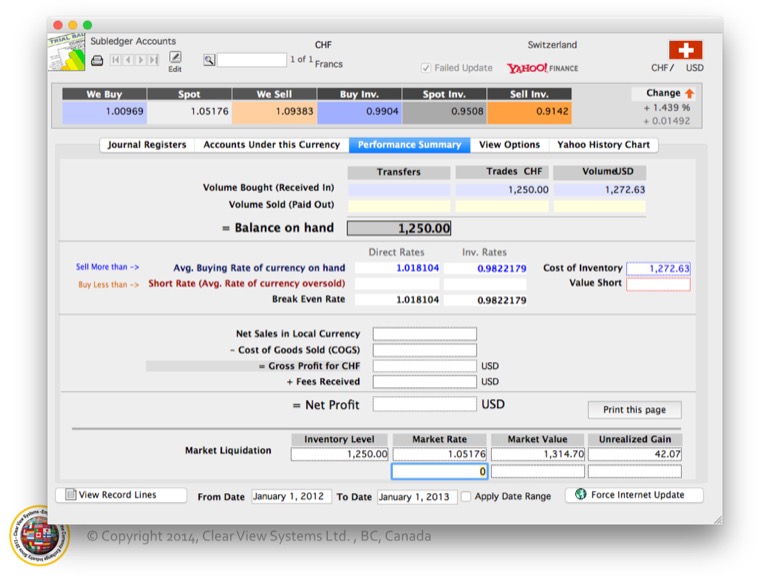 TRIAL BAL
Subledger Accounts
Edit
1 of 1
CHF
Francs
Switzerland
Failed Update
YAHOO! FINANCE
CHF/ USD
We Buy Spot We Sell Buy Inv. Spot Inv. Sell Inv.
1.00969 1.05176 1.09383 0.9904 0.9508 0.9142
Change
+ 1.439 %
+ 0.01492
Journal Registers Accounts Under this Currency Performance Summary View Options Yahoo History Chart
Transfers Trades CHF VolumeUSD
Volume Bought (Received In) 1,250.00 1,272.63
Volume Sold (Paid Out)
= Balance on hand 1,250.00
Direct Rates Inv. Rates
Sell More than -> Avg. Buying Rate of currency on hand 1.018104 0.9822179 Cost of Inventory 1,272.63
Buy Less than -> Short Rate (Avg. Rate of currency oversold) Value Short
Break Even Rate 1.018104 0.9822179
Net Sales in Local Currency
- Cost of Goods Sold (COGS)
= Gross Profit for CHF USD
+ Fees Received USD
= Net Profit USD
Print this page
Inventory Level Market Rate Market Value Unrealized Gain
Market Liquidation 1,250.00 1.05176 1,314.70 42.07
0
View Record Lines From Date January 1, 2012 To Date January 1, 2013 Apply Date Range Force Internet Update
© Copyright 2014, Clear View Systems Ltd. , BC, Canada